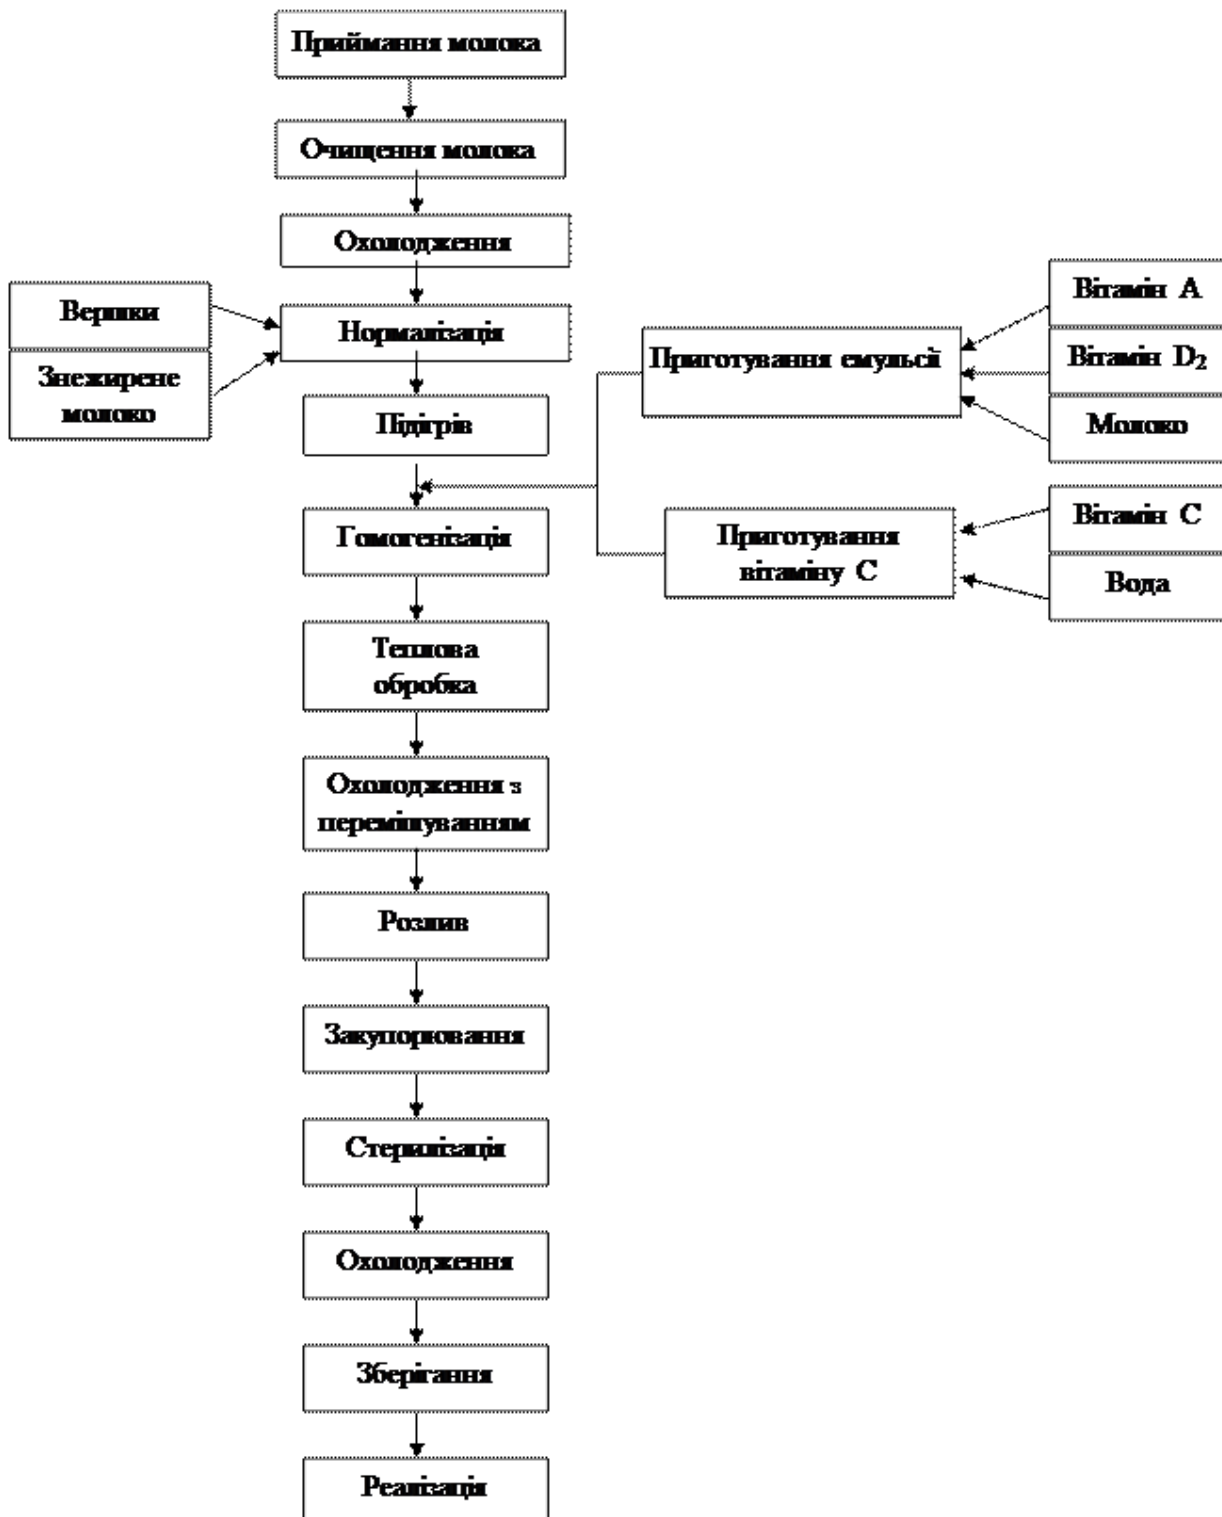 Приймання молока
Очищення молока
Охолодження
Вершки
Нормалізація
Знежирене
молоко
Підігрів
Приготування емульсії
Вітамін А
Вітамін D₂
Молоко
Гомогенізація
Приготування
вітаміну С
Вітамін С
Вода
Теплова
обробка
Охолодження з
перемішуванням
Розлив
Закупорювання
Стерилізація
Охолодження
Зберігання
Реалізація